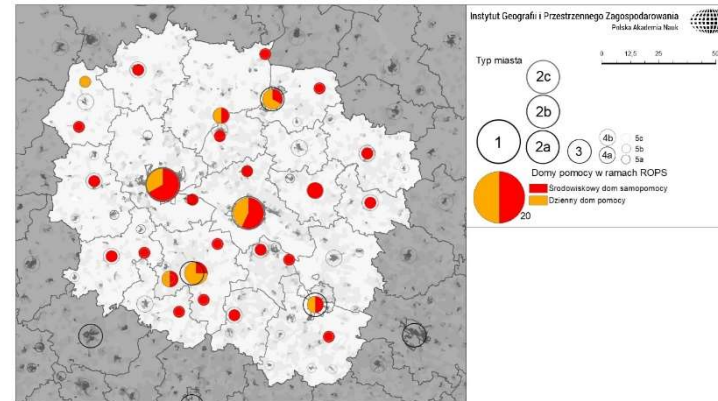 Instytut Geografii i Przestrzennego Zagospodarowania
Polska Akademia Nauk
Typ miasta
0 12,5 25 50
2c
2b
1 2a 3 4b 4a 5c 5b 5a
Domy pomocy w ramach ROPS
Środowiskowy dom samopomocy
Dzienny dom pomocy
20